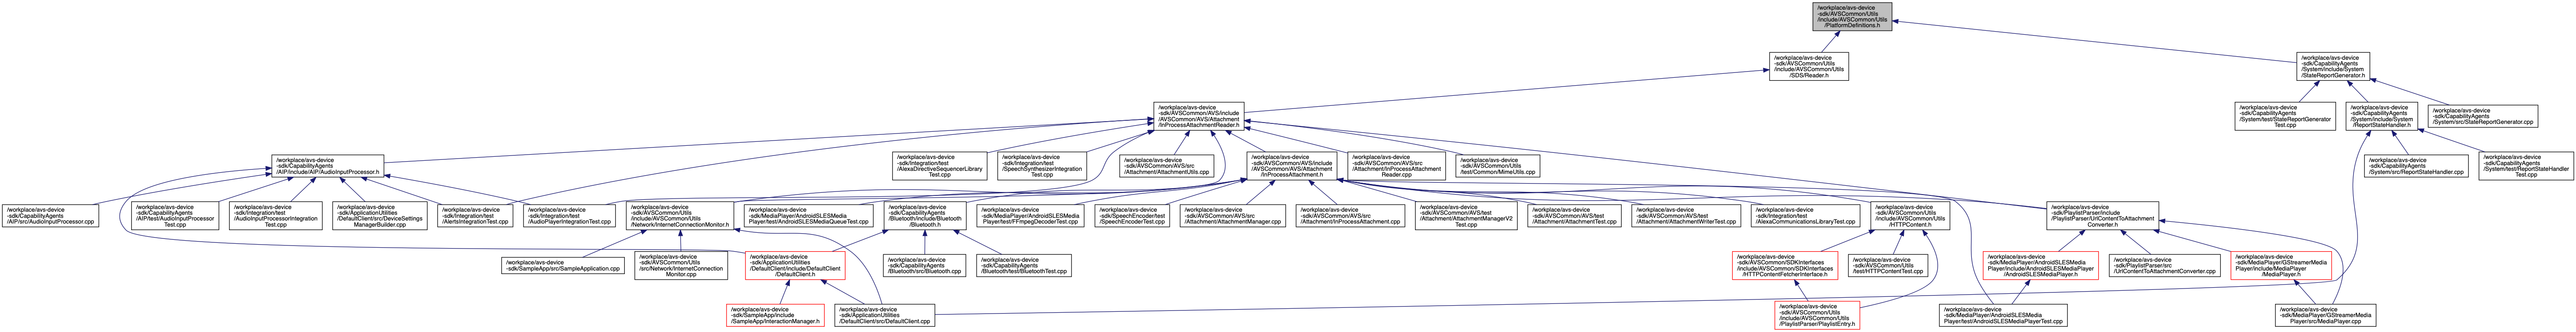 /workplace/avs-device
-sdk/AVSCommon/Utils
/include/AVSCommon/Utils
/PlatformDefinitions.h
/workplace/avs-device
-sdk/AVSCommon/Utils
/include/AVSCommon/Utils
/SDS/Reader.h
/workplace/avs-device
-sdk/CapabilityAgents
/System/include/System
/StateReportGenerator.h
/workplace/avs-device
-sdk/AVSCommon/AVS/include
/AVSCommon/AVS/Attachment
/InProcessAttachmentReader.h
/workplace/avs-device
-sdk/CapabilityAgents
/System/test/StateReportGenerator
Test.cpp
/workplace/avs-device
-sdk/CapabilityAgents
/System/include/System
/ReportStateHandler.h
/workplace/avs-device
-sdk/CapabilityAgents
/System/src/StateReportGenerator.cpp
/workplace/avs-device
-sdk/CapabilityAgents
/AIP/include/AIP/AudioInputProcessor.h
/workplace/avs-device
-sdk/Integration/test
/AlexaDirectiveSequencerLibrary
Test.cpp
/workplace/avs-device
-sdk/Integration/test
/SpeechSynthesizerIntegration
Test.cpp
/workplace/avs-device
-sdk/AVSCommon/AVS/src
/Attachment/AttachmentUtils.cpp
/workplace/avs-device
-sdk/AVSCommon/AVS/include
/AVSCommon/AVS/Attachment
/InProcessAttachment.h
/workplace/avs-device
-sdk/AVSCommon/AVS/src
/Attachment/InProcessAttachment
Reader.cpp
/workplace/avs-device
-sdk/AVSCommon/Utils
/test/Common/MimeUtils.cpp
/workplace/avs-device
-sdk/CapabilityAgents
/System/src/ReportStateHandler.cpp
/workplace/avs-device
-sdk/CapabilityAgents
/System/test/ReportStateHandler
Test.cpp
/workplace/avs-device
-sdk/CapabilityAgents
/AIP/src/AudioInputProcessor.cpp
/workplace/avs-device
-sdk/CapabilityAgents
/AIP/test/AudioInputProcessor
Test.cpp
/workplace/avs-device
-sdk/Integration/test
/AudioInputProcessorIntegration
Test.cpp
/workplace/avs-device
-sdk/ApplicationUtilities
/DefaultClient/src/DeviceSettings
ManagerBuilder.cpp
/workplace/avs-device
-sdk/Integration/test
/AlertsIntegrationTest.cpp
/workplace/avs-device
-sdk/Integration/test
/AudioPlayerIntegrationTest.cpp
/workplace/avs-device
-sdk/AVSCommon/Utils
/include/AVSCommon/Utils
/Network/InternetConnectionMonitor.h
/workplace/avs-device
-sdk/MediaPlayer/AndroidSLESMedia
Player/test/AndroidSLESMediaQueueTest.cpp
/workplace/avs-device
-sdk/CapabilityAgents
/Bluetooth/include/Bluetooth
/Bluetooth.h
/workplace/avs-device
-sdk/MediaPlayer/AndroidSLESMedia
Player/test/FFmpegDecoderTest.cpp
/workplace/avs-device
-sdk/SpeechEncoder/test
/SpeechEncoderTest.cpp
/workplace/avs-device
-sdk/AVSCommon/AVS/src
/Attachment/AttachmentManager.cpp
/workplace/avs-device
-sdk/AVSCommon/AVS/src
/Attachment/InProcessAttachment.cpp
/workplace/avs-device
-sdk/AVSCommon/AVS/test
/Attachment/AttachmentManagerV2
Test.cpp
/workplace/avs-device
-sdk/AVSCommon/AVS/test
/Attachment/AttachmentTest.cpp
/workplace/avs-device
-sdk/AVSCommon/AVS/test
/Attachment/AttachmentWriterTest.cpp
/workplace/avs-device
-sdk/Integration/test
/AlexaCommunicationsLibraryTest.cpp
/workplace/avs-device
-sdk/AVSCommon/Utils
/include/AVSCommon/Utils
/HTTPContent.h
/workplace/avs-device
-sdk/PlaylistParser/include
/PlaylistParser/UrlContentToAttachment
Converter.h
/workplace/avs-device
-sdk/SampleApp/src/SampleApplication.cpp
/workplace/avs-device
-sdk/AVSCommon/Utils
/src/Network/InternetConnection
Monitor.cpp
/workplace/avs-device
-sdk/ApplicationUtilities
/DefaultClient/include/DefaultClient
/DefaultClient.h
/workplace/avs-device
-sdk/CapabilityAgents
/Bluetooth/src/Bluetooth.cpp
/workplace/avs-device
-sdk/CapabilityAgents
/Bluetooth/test/BluetoothTest.cpp
/workplace/avs-device
-sdk/AVSCommon/SDKInterfaces
/include/AVSCommon/SDKInterfaces
/HTTPContentFetcherInterface.h
/workplace/avs-device
-sdk/AVSCommon/Utils
/test/HTTPContentTest.cpp
/workplace/avs-device
-sdk/MediaPlayer/AndroidSLESMedia
Player/include/AndroidSLESMediaPlayer
/AndroidSLESMediaPlayer.h
/workplace/avs-device
-sdk/PlaylistParser/src
/UrlContentToAttachmentConverter.cpp
/workplace/avs-device
-sdk/MediaPlayer/GStreamerMedia
Player/include/MediaPlayer
/MediaPlayer.h
/workplace/avs-device
-sdk/SampleApp/include
/SampleApp/InteractionManager.h
/workplace/avs-device
-sdk/ApplicationUtilities
/DefaultClient/src/DefaultClient.cpp
/workplace/avs-device
-sdk/AVSCommon/Utils
/include/AVSCommon/Utils
/PlaylistParser/PlaylistEntry.h
/workplace/avs-device
-sdk/MediaPlayer/AndroidSLESMedia
Player/test/AndroidSLESMediaPlayerTest.cpp
/workplace/avs-device
-sdk/MediaPlayer/GStreamerMedia
Player/src/MediaPlayer.cpp